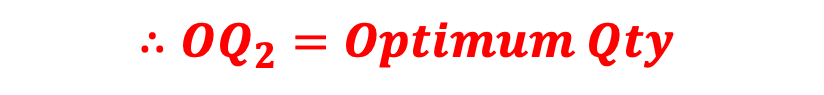 ∴ OQ₂ = Optimum Qty